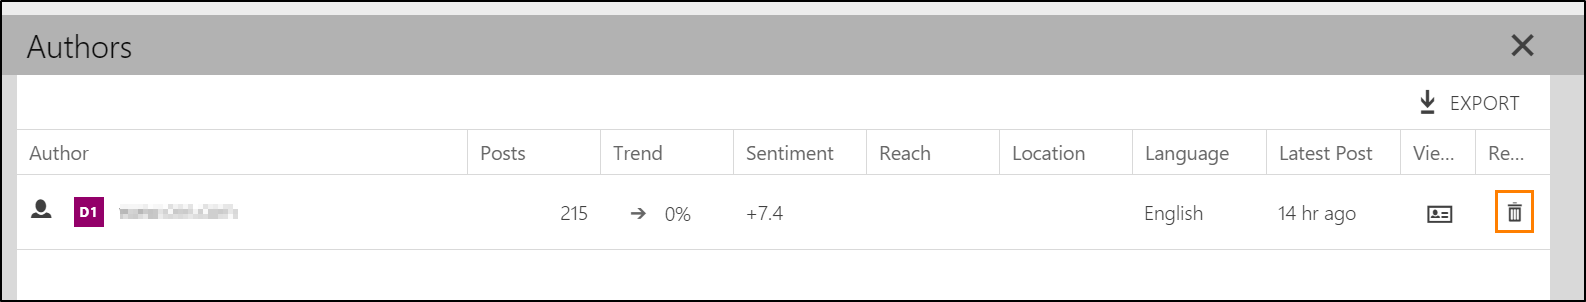 Authors
EXPORT
Author Posts Trend Sentiment Reach Location Language Latest Post Vie... Re...
D1 215 0% +7.4 English 14 hr ago